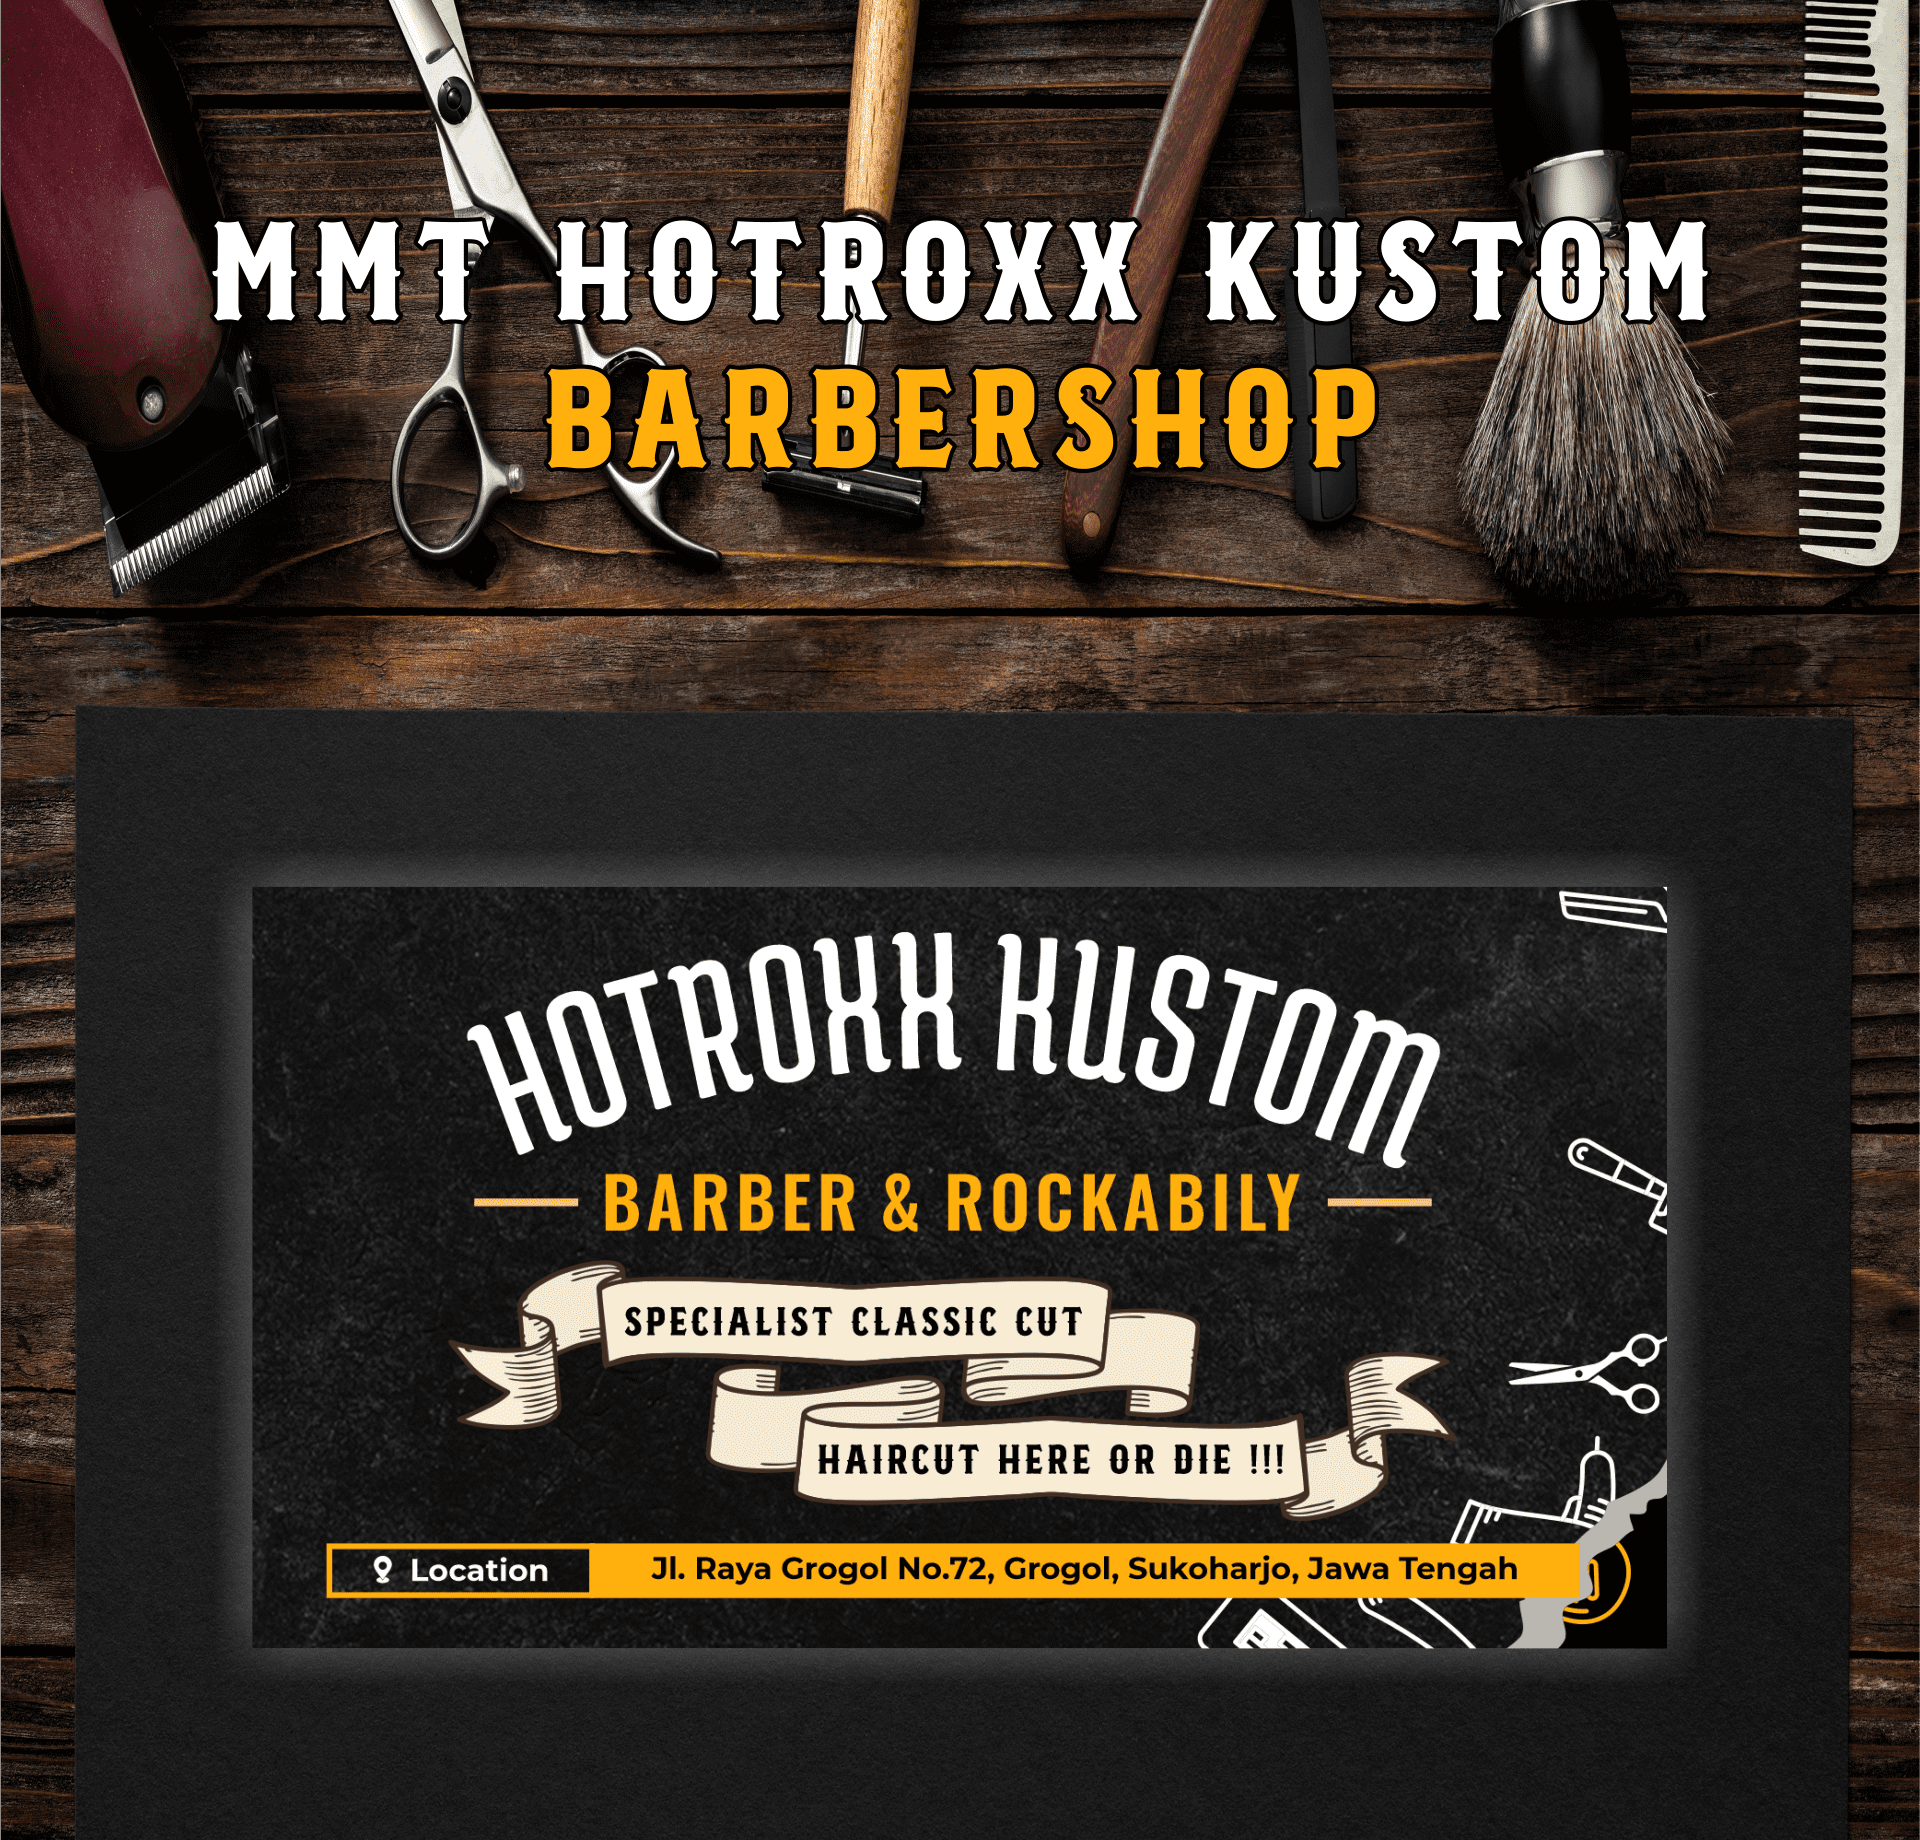 MMT HOTROXX KUSTOM
BARBERSHOP
HOTROXX KUSTOM
BARBER & ROCKABILY
SPECIALIST CLASSIC CUT
HAIRCUT HERE OR DIE !!!
Location Jl. Raya Grogol No.72, Grogol, Sukoharjo, Jawa Tengah